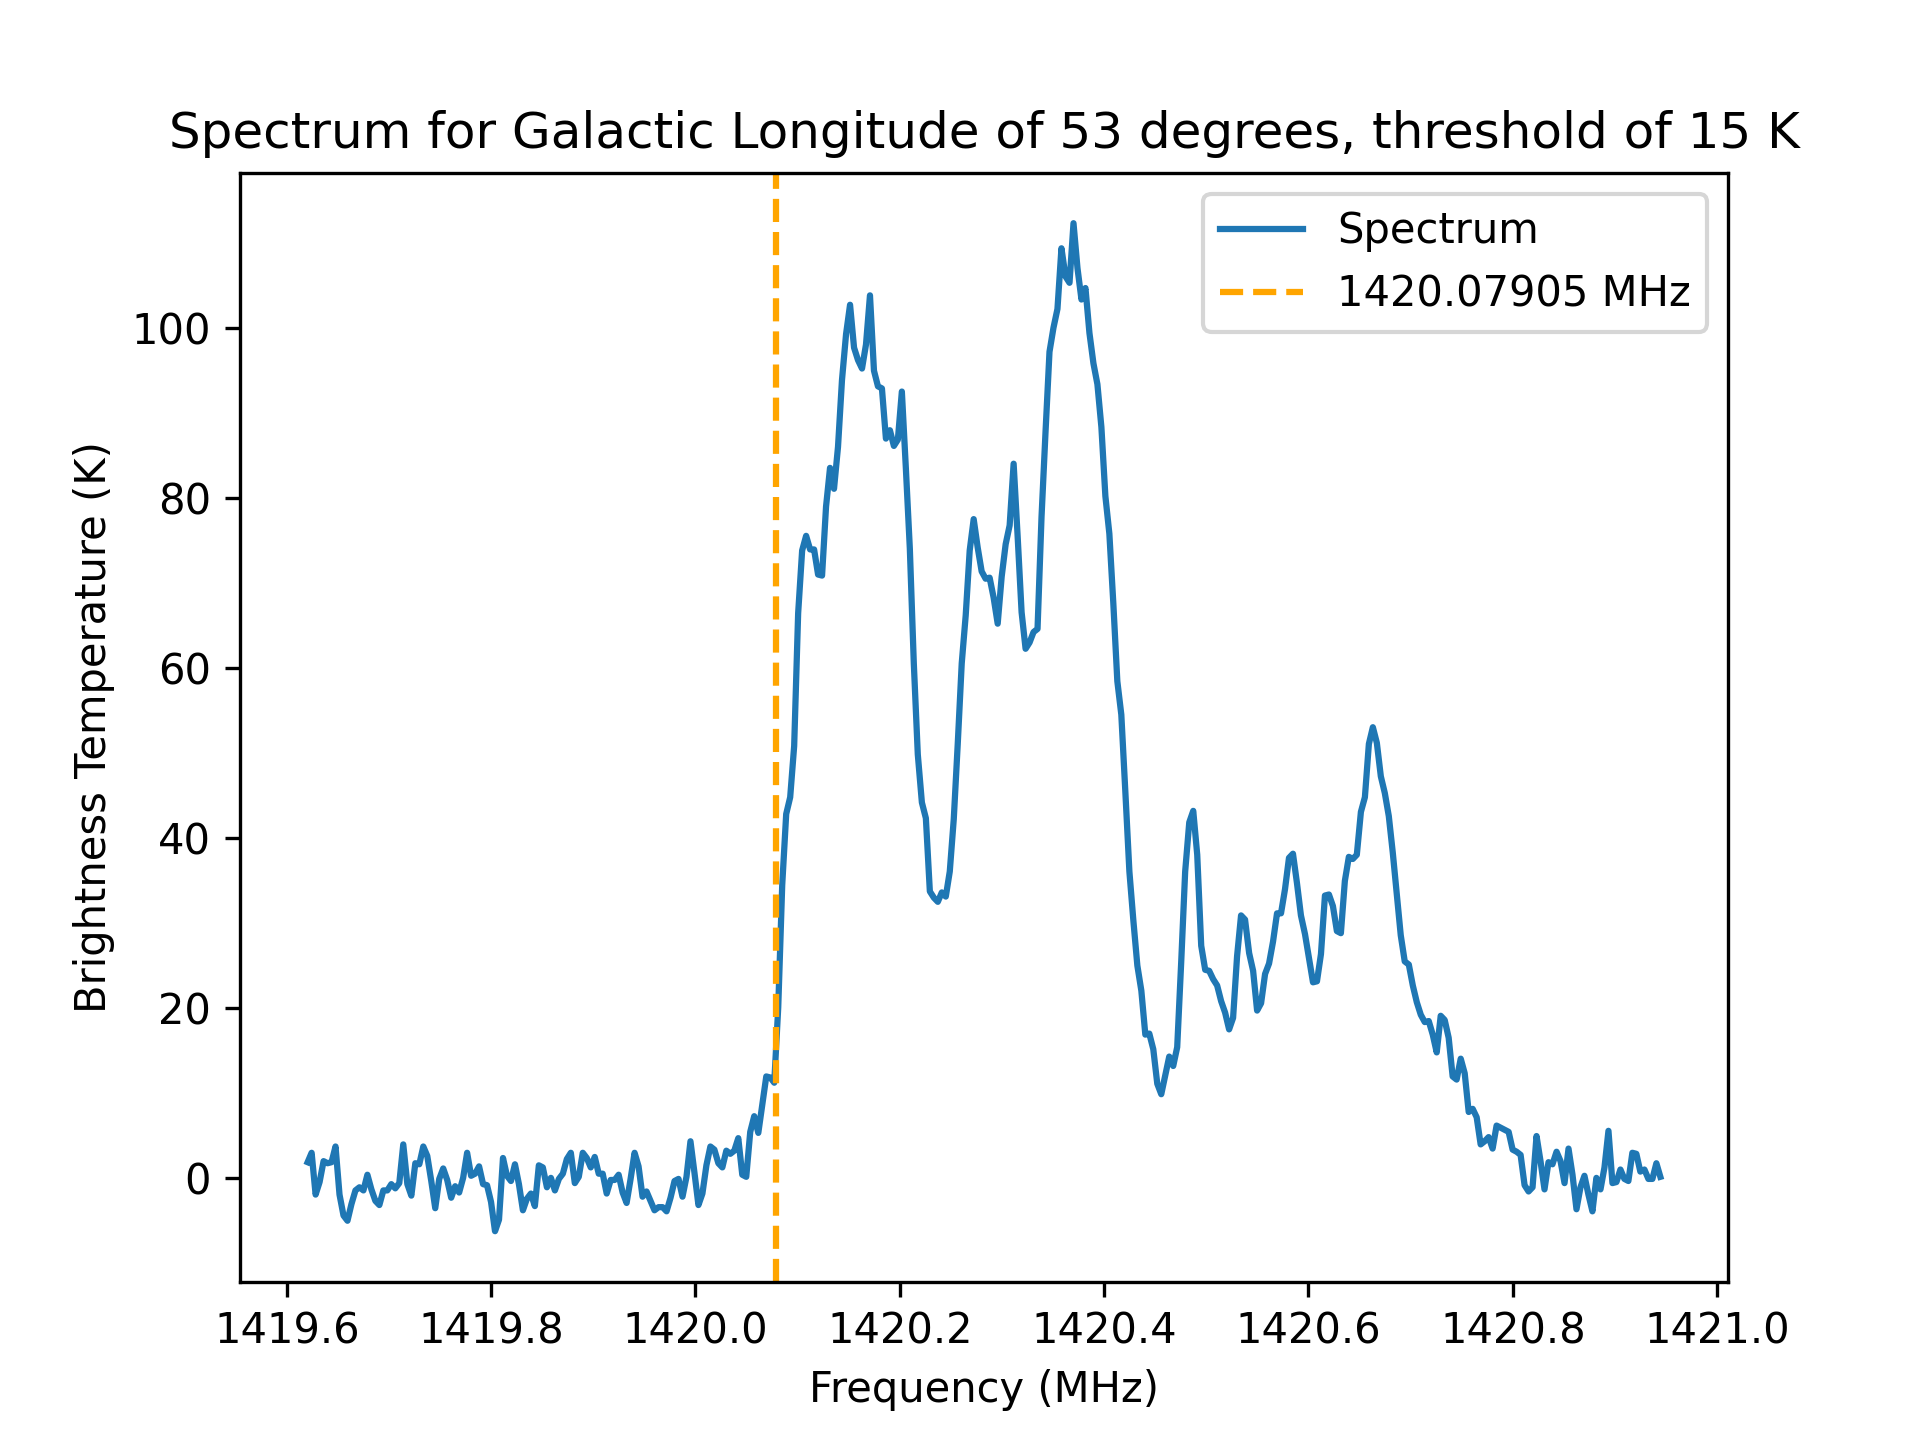 Spectrum for Galactic Longitude of 53 degrees, threshold of 15 K
Spectrum
1420.07905 MHz
Brightness Temperature (K)
100
80
60
40
20
0
1419.6 1419.8 1420.0 1420.2 1420.4 1420.6 1420.8 1421.0
Frequency (MHz)